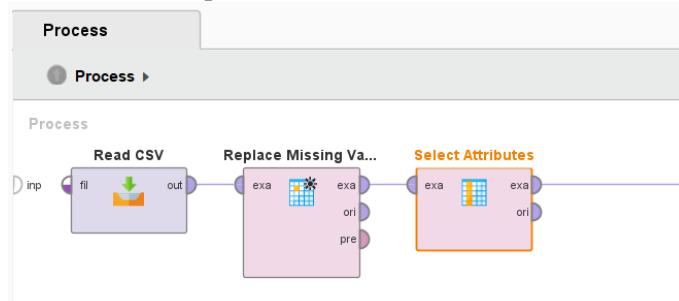 Process
Process
Process
Read CSV
Replace Missing Va...
Select Attributes
inp
fil
out
exa
exa
ori
pre
exa
exa
ori